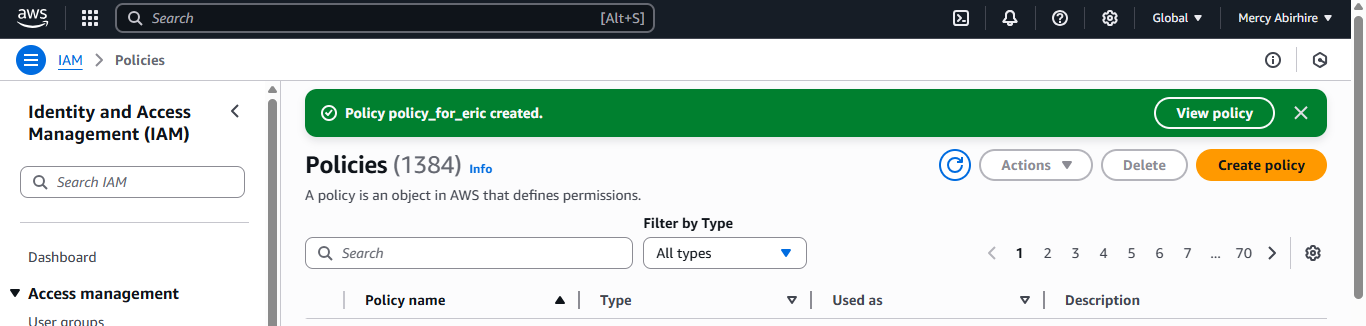 aws
Search [Alt+S]
Global
Mercy Abirhire
IAM > Policies
Identity and Access
Management (IAM)
Search IAM
Dashboard
Access management
User groups
Policy policy_for_eric created.
View policy
Policies (1384) Info
Actions
Delete
Create policy
A policy is an object in AWS that defines permissions.
Filter by Type
Search
All types
1 2 3 4 5 6 7 ... 70
Policy name Type Used as Description